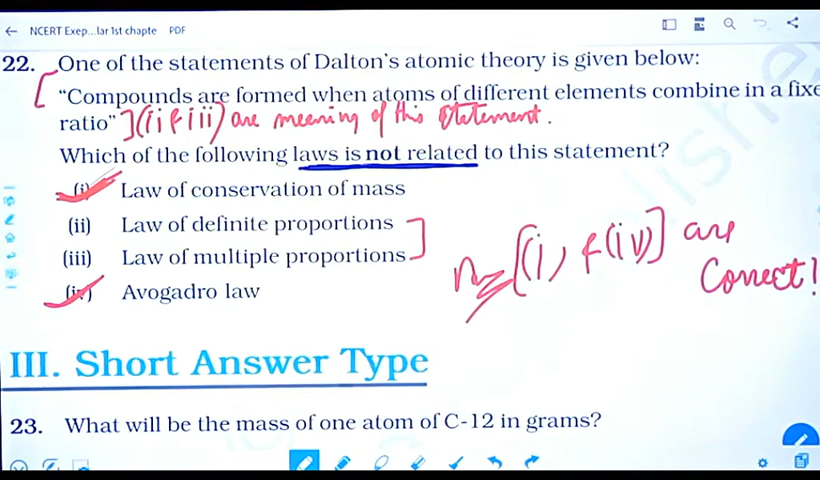 ← NCERT Exep...lar 1st chapte PDF
22. One of the statements of Dalton's atomic theory is given below:
"Compounds are formed when atoms of different elements combine in a fixe
ratio" ](ii & iii) are meaning of this statement.
Which of the following laws is not related to this statement?
(i) Law of conservation of mass
(ii) Law of definite proportions
(iii) Law of multiple proportions
[(i) & (iv)] are
Correct!
(iv) Avogadro law
III. Short Answer Type
23. What will be the mass of one atom of C-12 in grams?